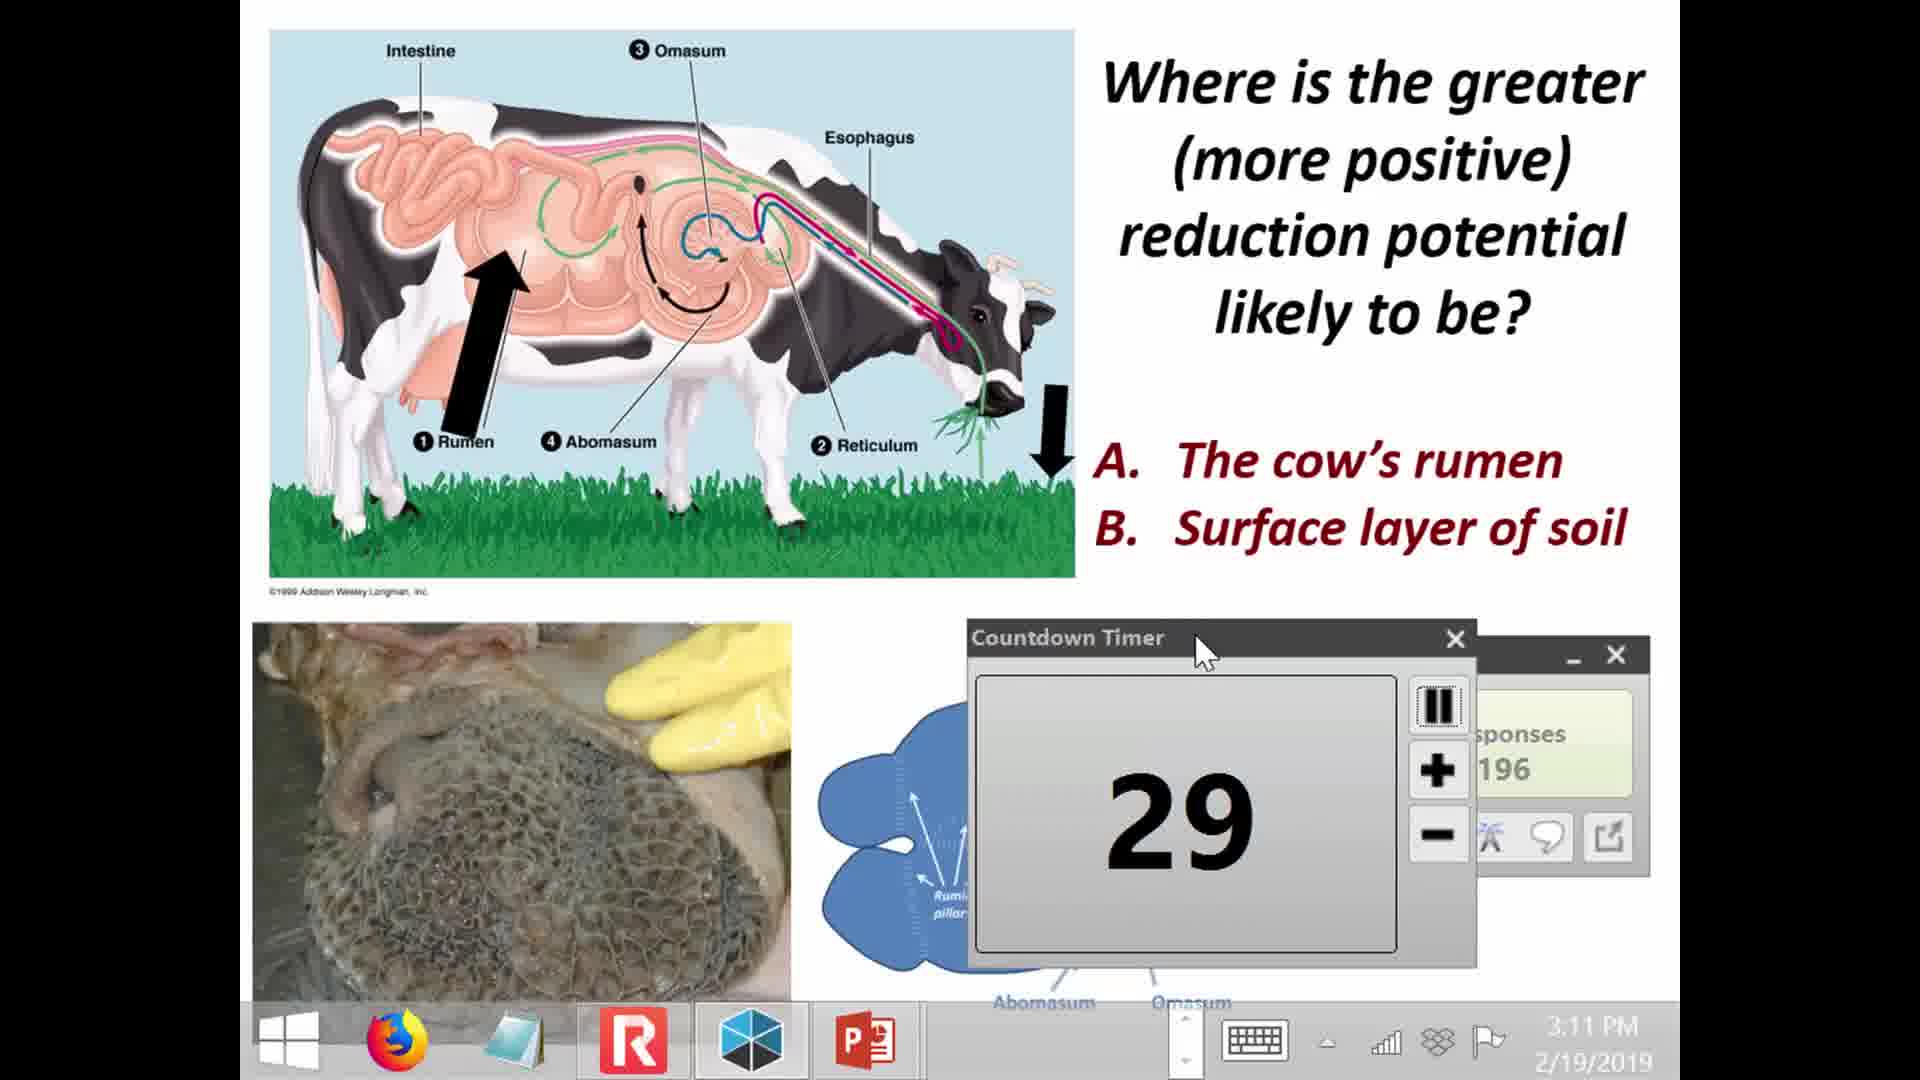 Intestine
3 Omasum
Esophagus
1 Rumen
4 Abomasum
2 Reticulum
©1999 Addison Wesley Longman, Inc.
Where is the greater
(more positive)
reduction potential
likely to be?
A. The cow's rumen
B. Surface layer of soil
Countdown Timer
29
sponses
196
Rumi
pillar
Abomasum
Omasum
3:11 PM
2/19/2019